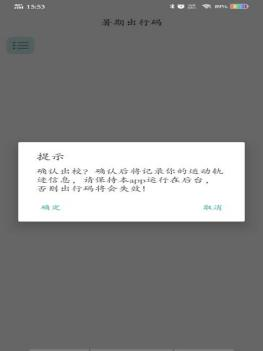 15:53
89%
暑期出行码
提示
确认出校？确认后将记录你的运动轨
迹信息，请保持本app运行在后台，
否则出行码将会失效！
确定
取消